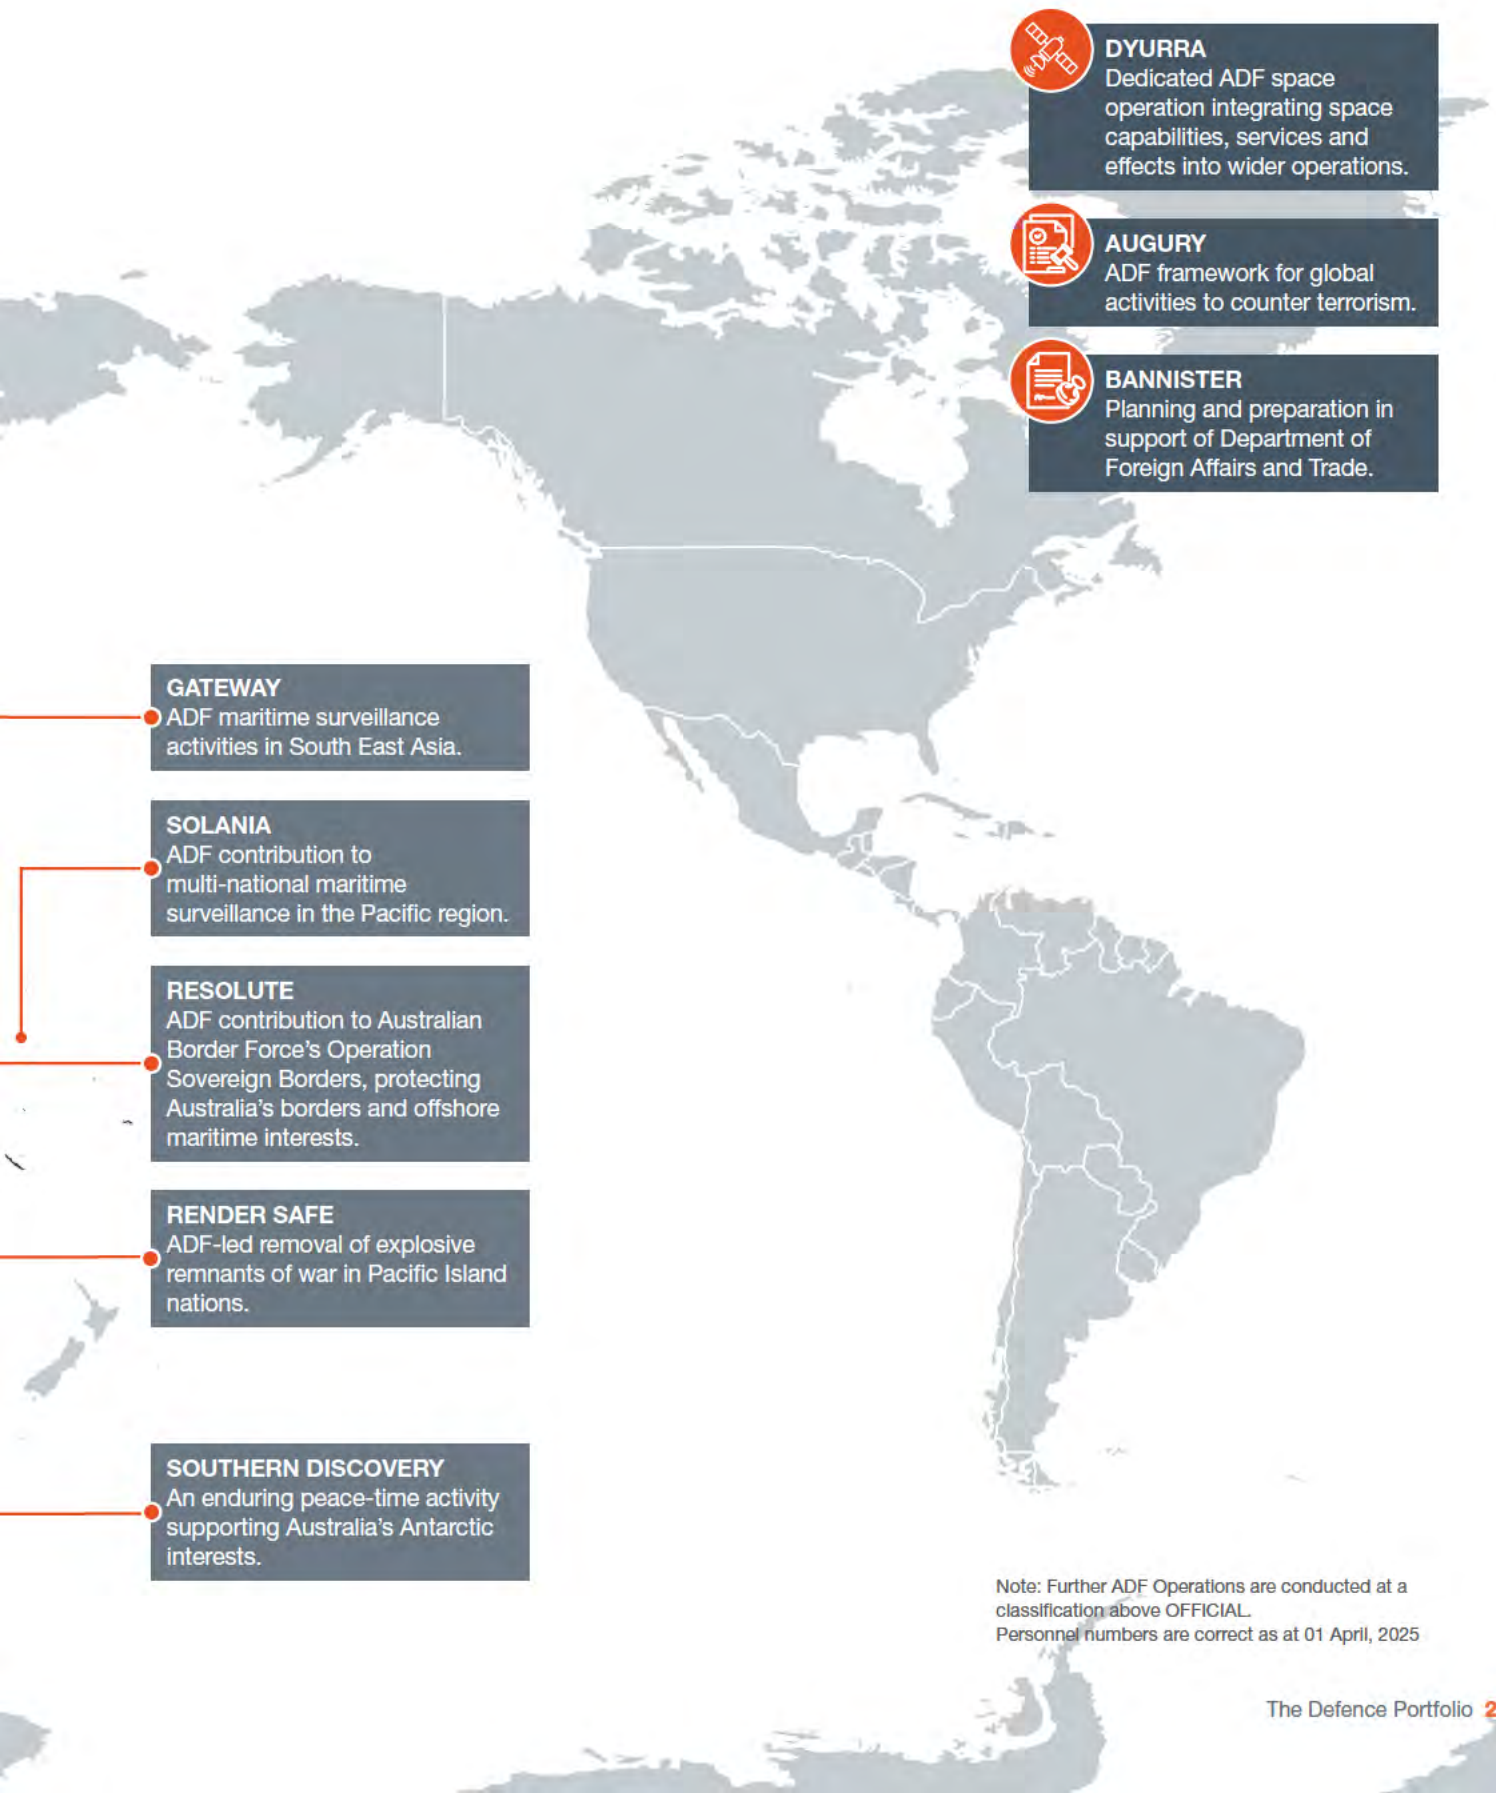 DYURRA
Dedicated ADF space
operation integrating space
capabilities, services and
effects into wider operations.
AUGURY
ADF framework for global
activities to counter terrorism.
BANNISTER
Planning and preparation in
support of Department of
Foreign Affairs and Trade.
GATEWAY
ADF maritime surveillance
activities in South East Asia.
SOLANIA
ADF contribution to
multi-national maritime
surveillance in the Pacific region.
RESOLUTE
ADF contribution to Australian
Border Force's Operation
Sovereign Borders, protecting
Australia's borders and offshore
maritime interests.
RENDER SAFE
ADF-led removal of explosive
remnants of war in Pacific Island
nations.
SOUTHERN DISCOVERY
An enduring peace-time activity
supporting Australia's Antarctic
interests.
Note: Further ADF Operations are conducted at a
classification above OFFICIAL.
Personnel numbers are correct as at 01 April, 2025
The Defence Portfolio 2